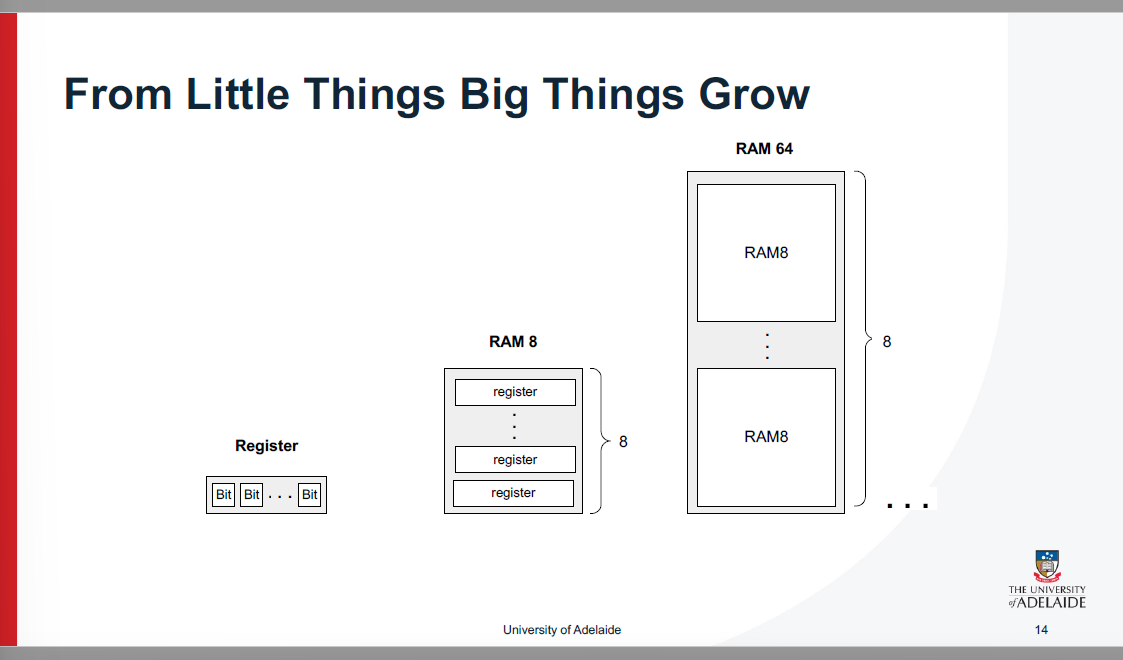 From Little Things Big Things Grow
RAM 64
RAM8
.
.
.
8
RAM8
RAM 8
register
.
.
.
register
register
8
Register
Bit Bit . . . Bit
. . .
THE UNIVERSITY
of ADELAIDE
University of Adelaide
14